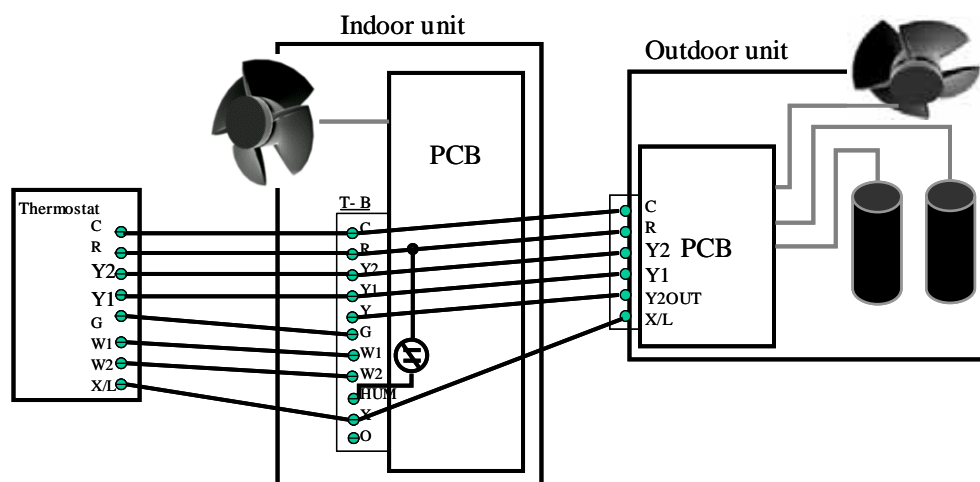 Indoor unit
Outdoor unit
PCB
Thermostat
C
R
Y2
Y1
G
W1
W2
X/L
T- B
C
R
Y2
Y1
Y
G
W1
W2
HUM
X
O
C
R
Y2
Y1
Y2OUT
X/L
PCB